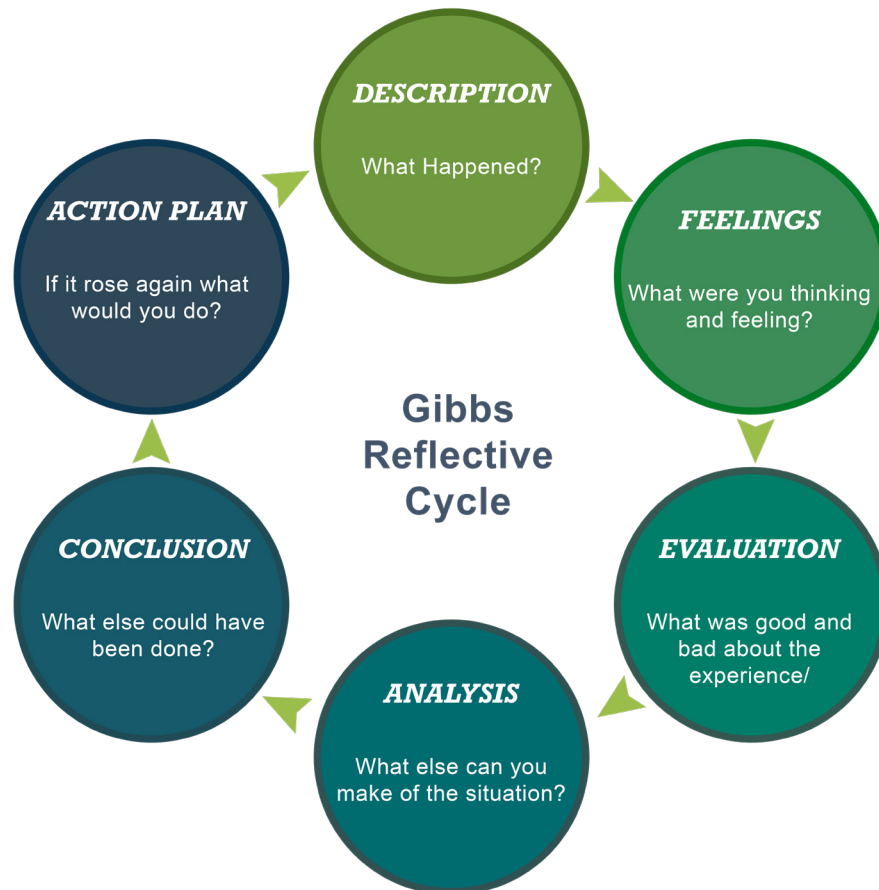 DESCRIPTION
What Happened?
FEELINGS
What were you thinking
and feeling?
EVALUATION
What was good and
bad about the
experience/
ANALYSIS
What else can you
make of the situation?
CONCLUSION
What else could have
been done?
ACTION PLAN
If it rose again what
would you do?
Gibbs
Reflective
Cycle